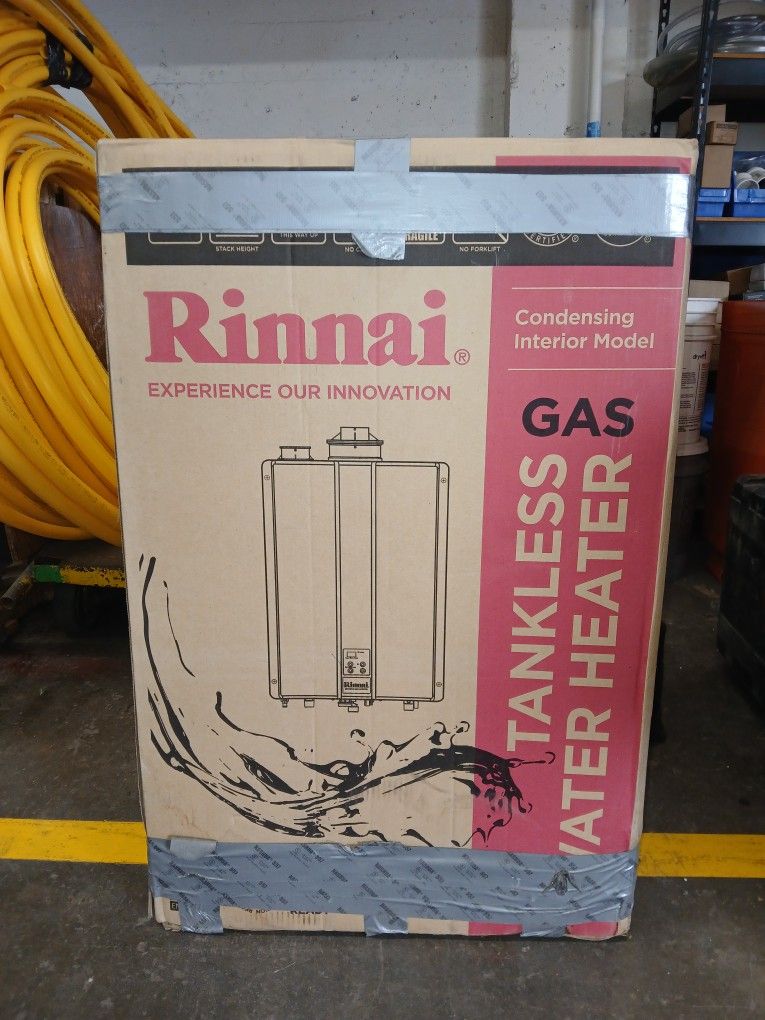 STACK HEIGHT
THIS WAY UP
FRAGILE
NO FORKLIFT
Rinnai®
EXPERIENCE OUR INNOVATION
Condensing
Interior Model
GAS
TANKLESS
WATER HEATER
Rinnai